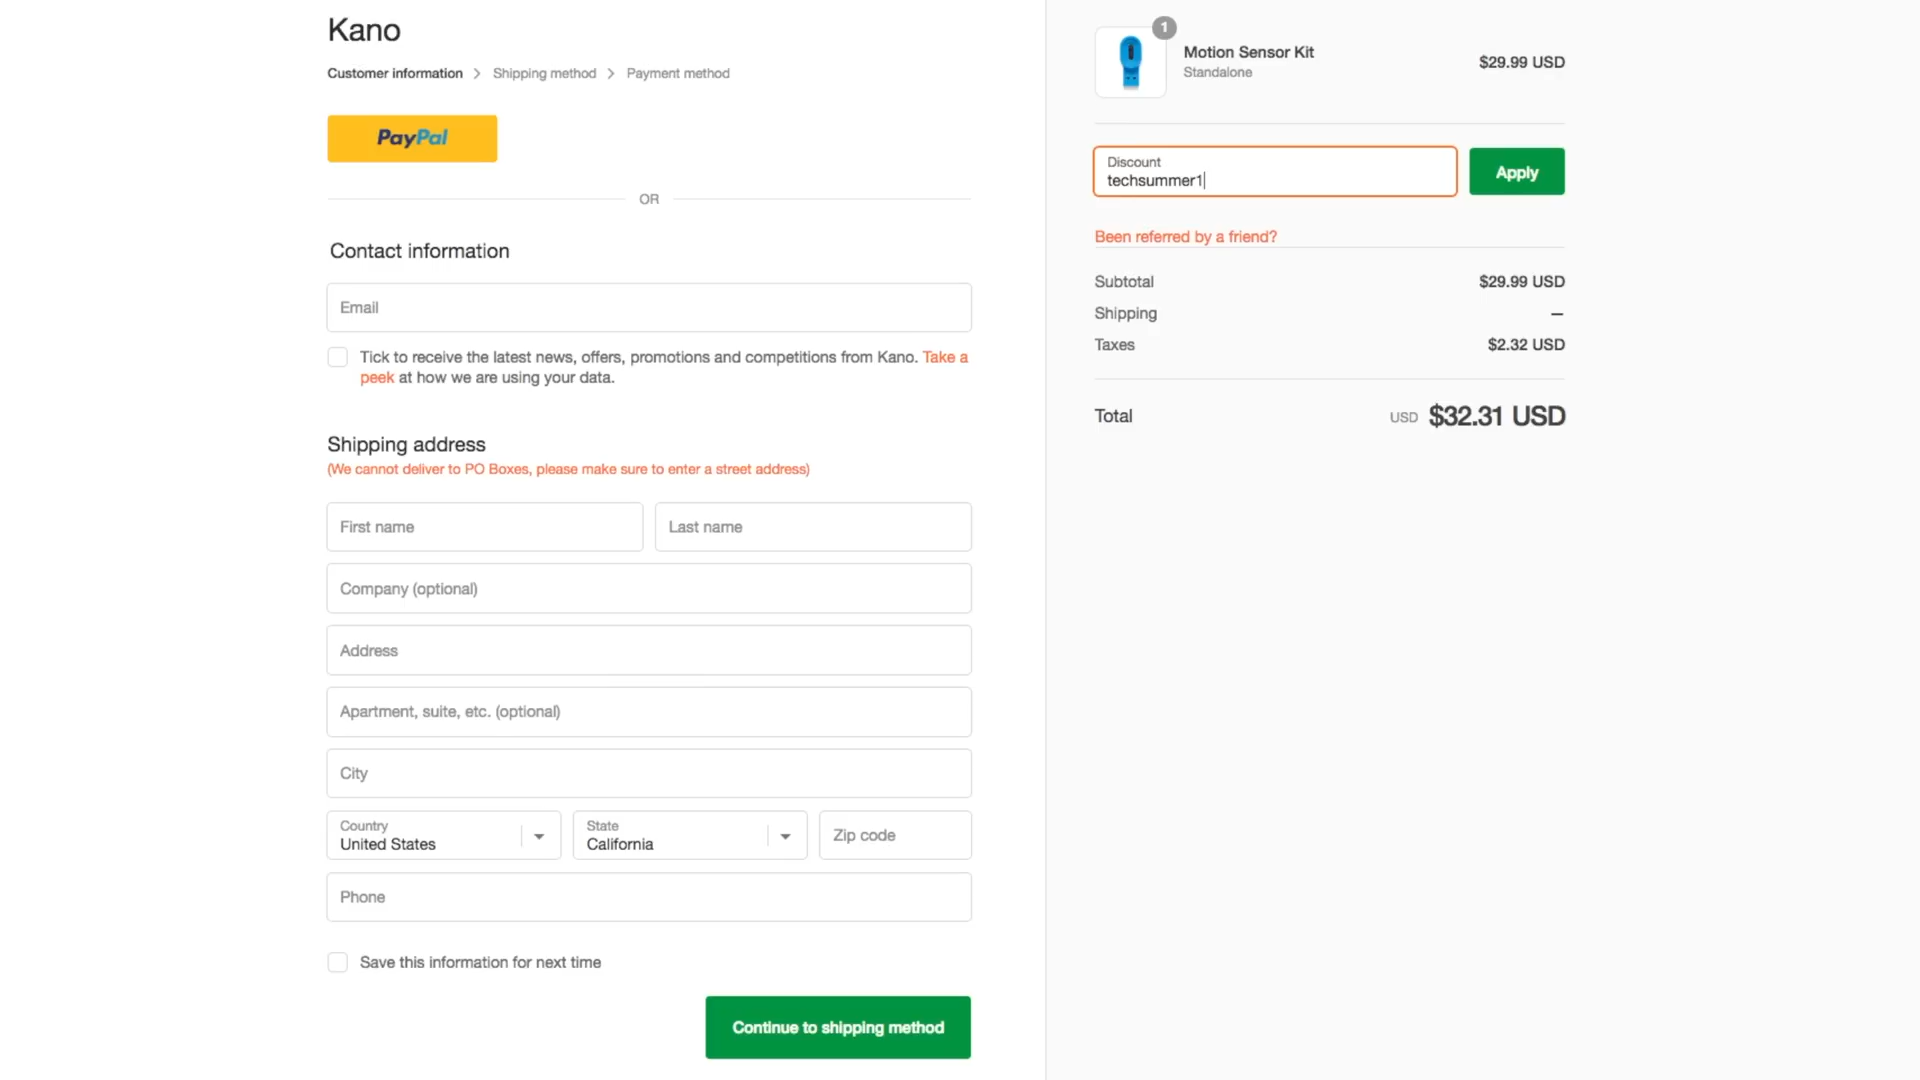 Kano
Customer information > Shipping method > Payment method
PayPal
OR
Contact information
Email
Tick to receive the latest news, offers, promotions and competitions from Kano. Take a
peek at how we are using your data.
Shipping address
(We cannot deliver to PO Boxes, please make sure to enter a street address)
First name
Last name
Company (optional)
Address
Apartment, suite, etc. (optional)
City
Country
United States
State
California
Zip code
Phone
Save this information for next time
Continue to shipping method
1
Motion Sensor Kit
Standalone
$29.99 USD
Discount
techsummer1
Apply
Been referred by a friend?
Subtotal $29.99 USD
Shipping —
Taxes $2.32 USD
Total USD $32.31 USD